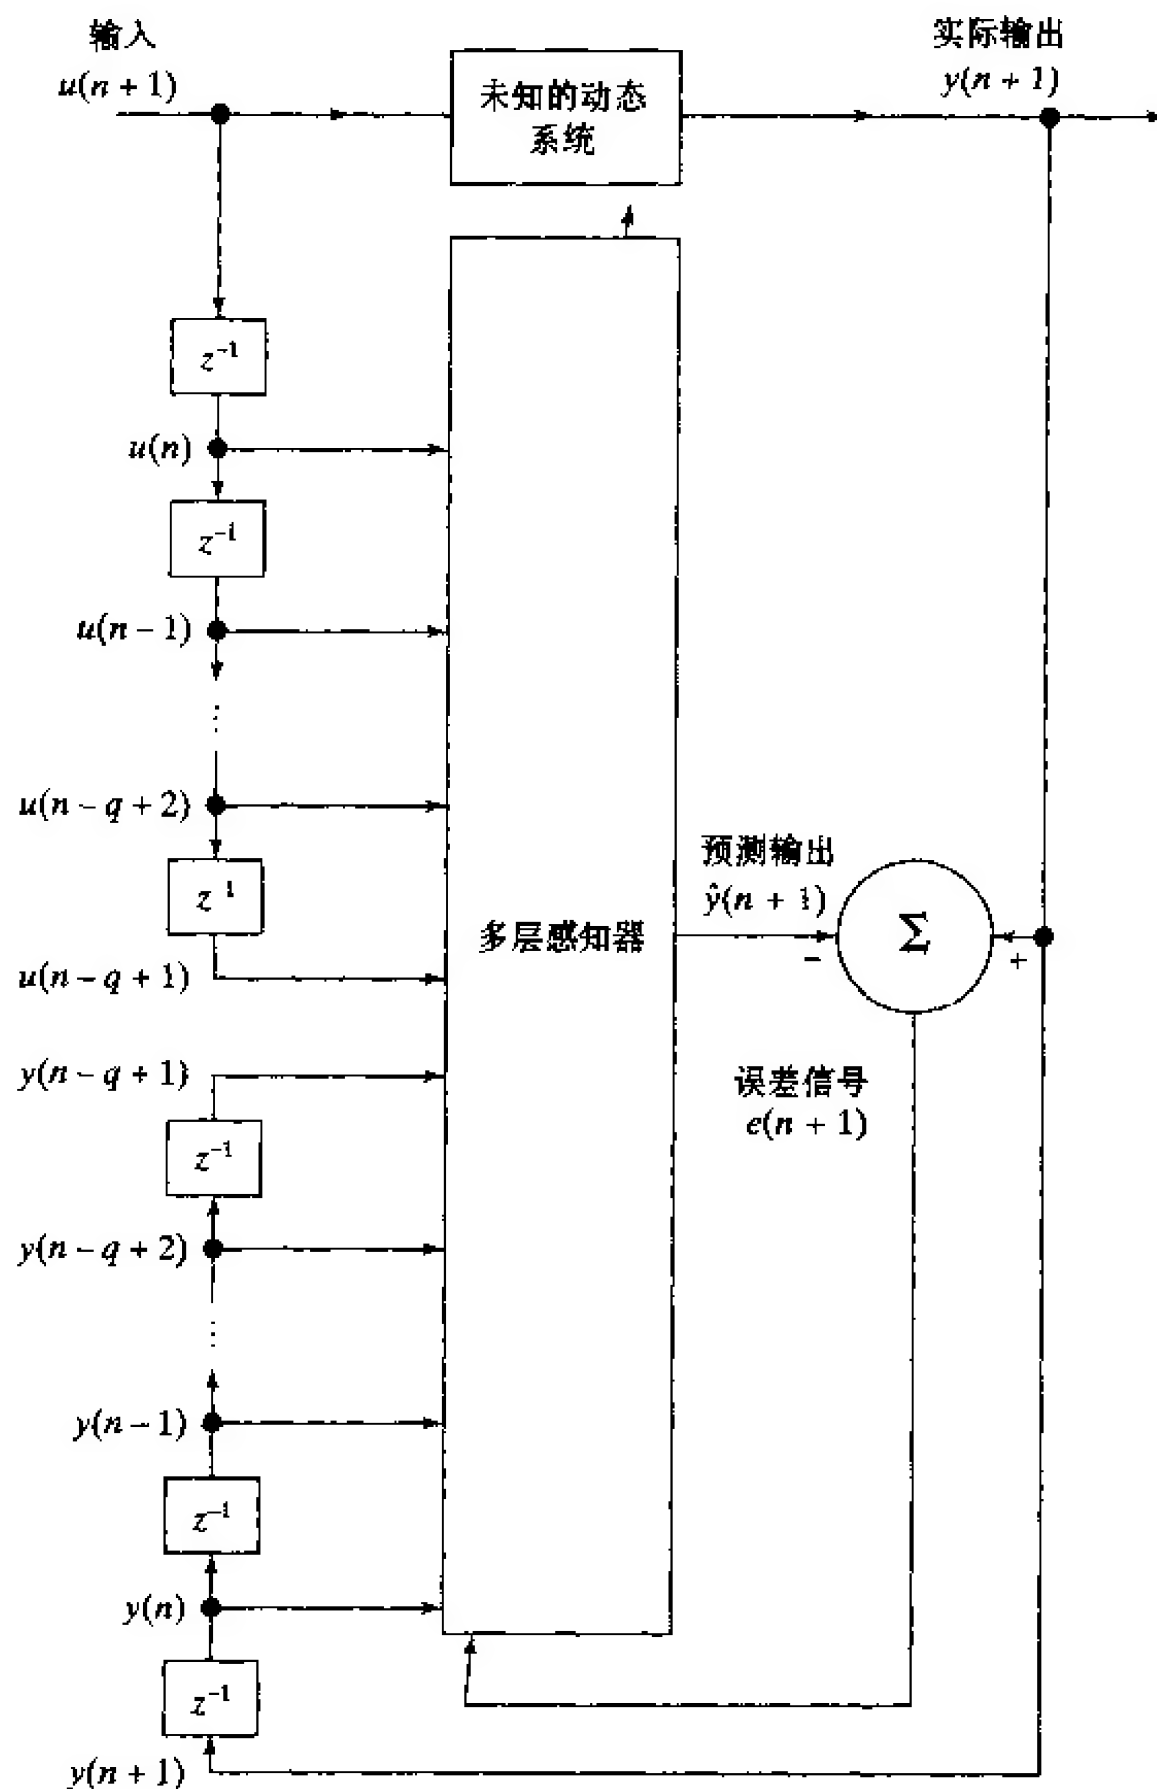 输入
u(n + 1)
实际输出
y(n + 1)
未知的动态
系统
z⁻¹
u(n)
z⁻¹
u(n − 1)
⋮
u(n − q + 2)
z⁻¹
u(n − q + 1)
多层感知器
预测输出
ŷ(n + 1)
Σ
−
+
误差信号
e(n + 1)
y(n − q + 1)
z⁻¹
y(n − q + 2)
⋮
y(n − 1)
z⁻¹
y(n)
z⁻¹
y(n + 1)